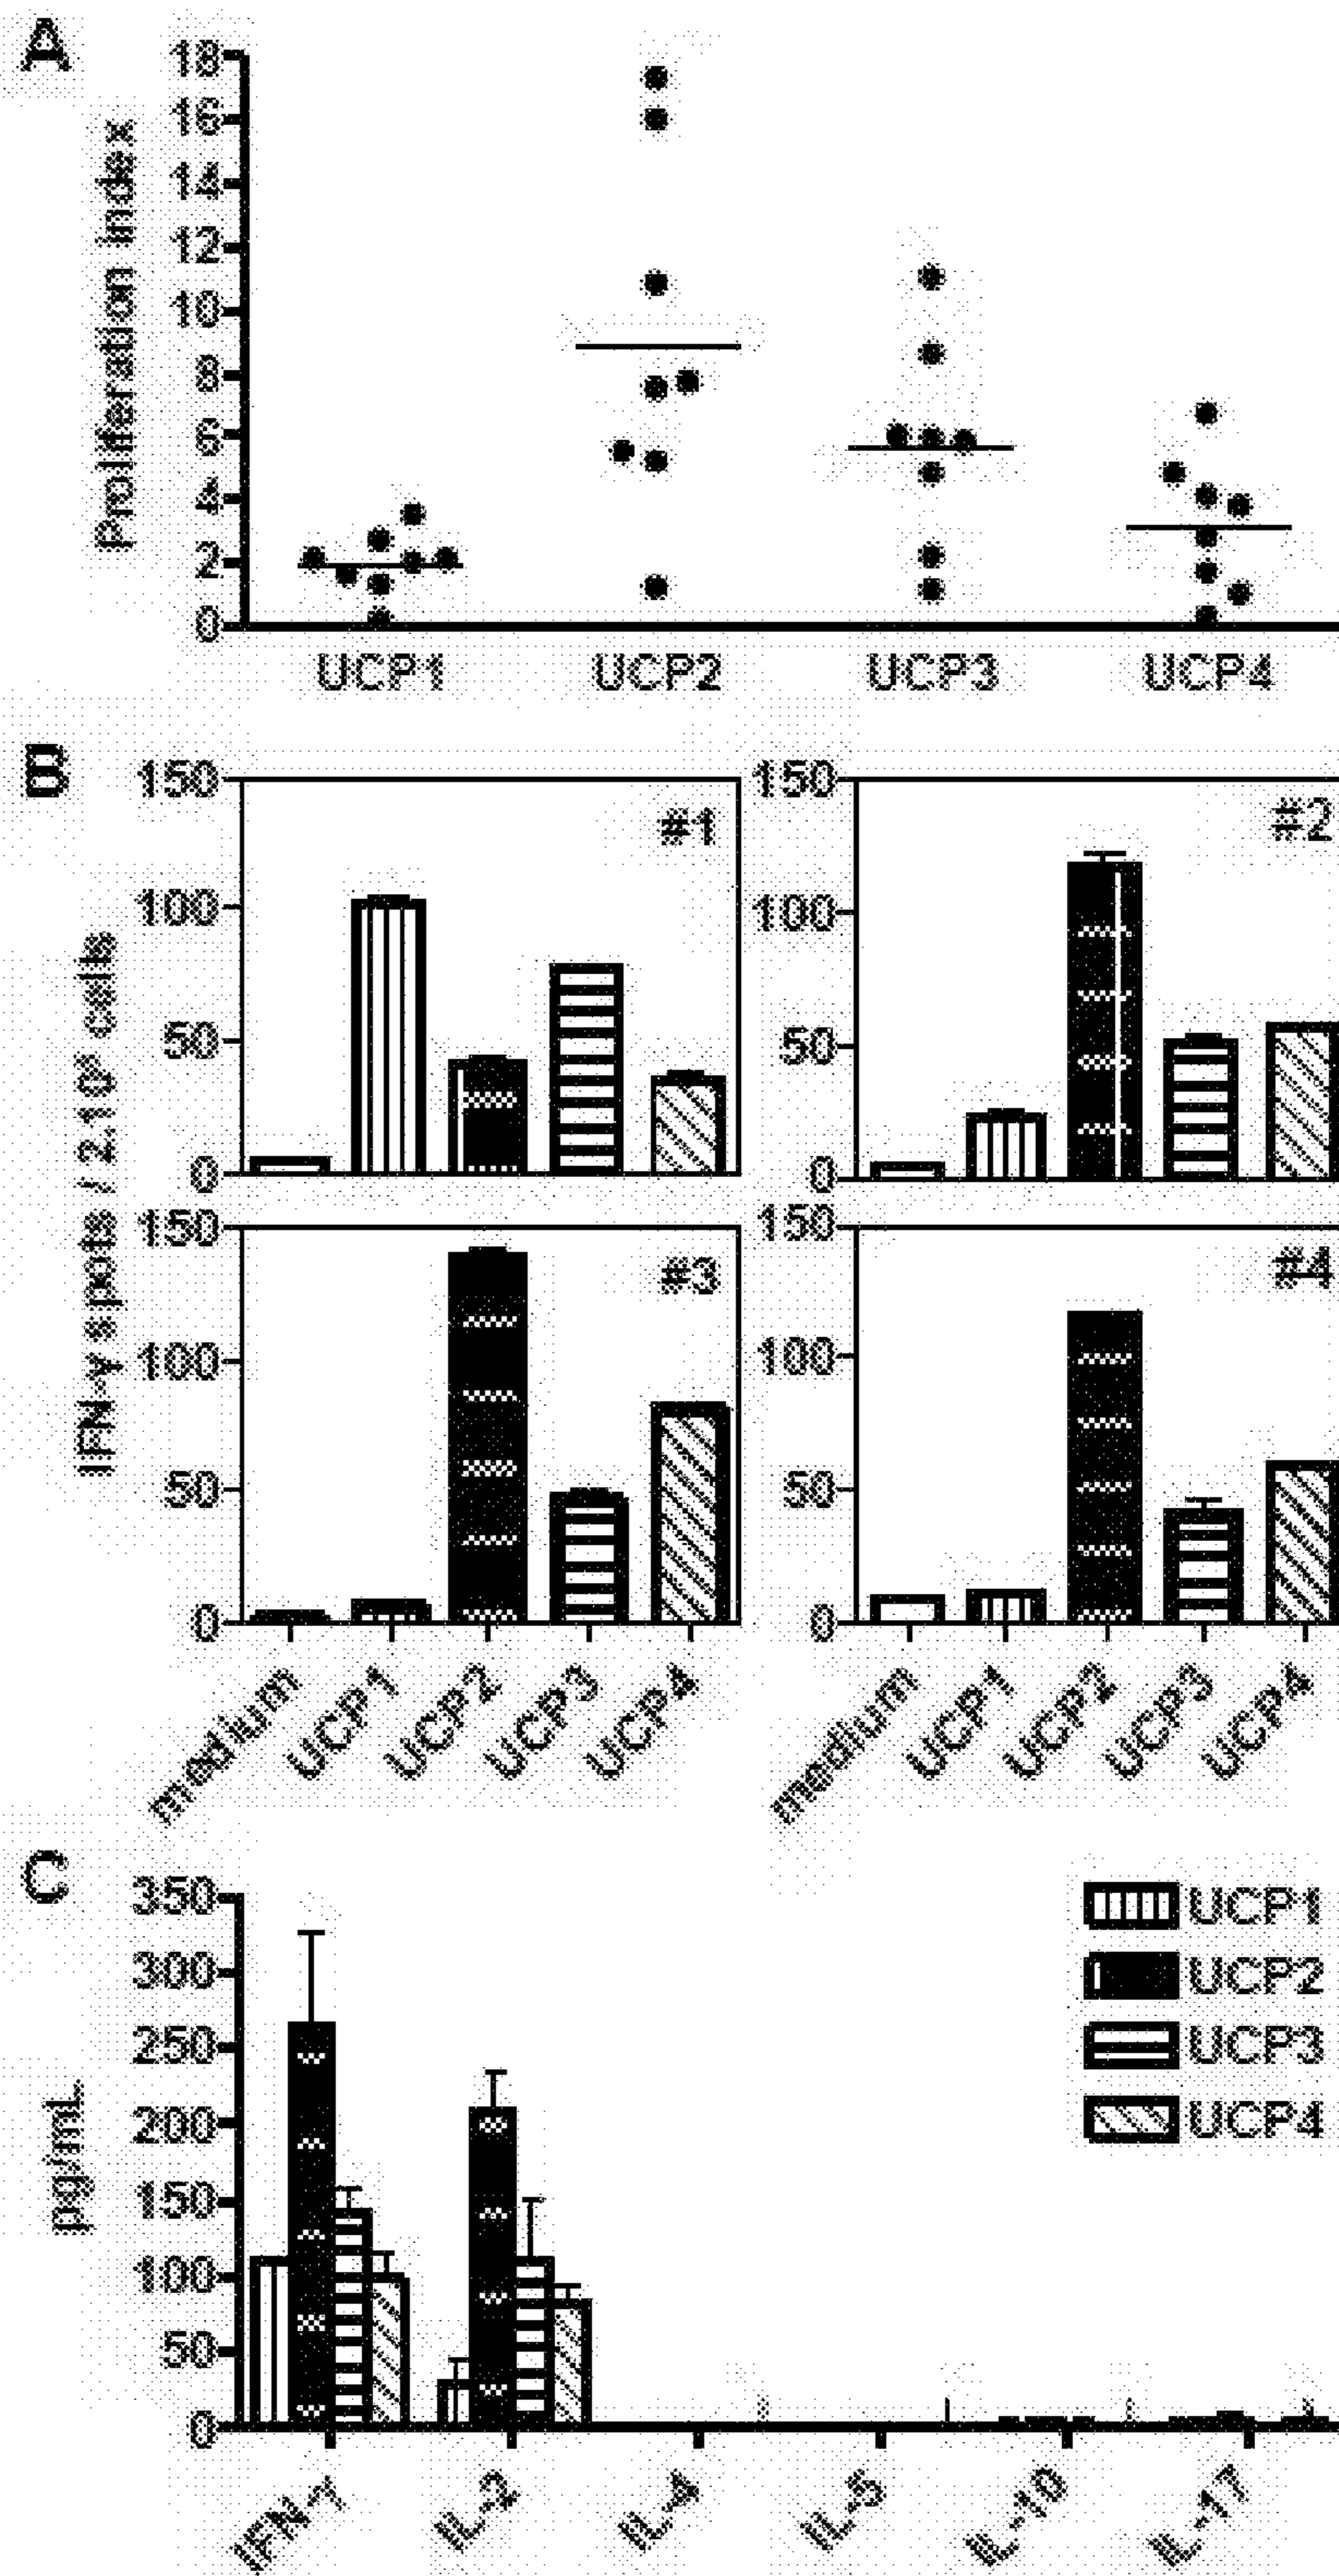 A
Proliferation index
18
16
14
12
10
8
6
4
2
0
UCP1 UCP2 UCP3 UCP4
B
IFN-γ spots / 2.10⁵ cells
150
100
50
0
#1
150
100
50
0
#2
150
100
50
0
#3
150
100
50
0
#4
medium UCP1 UCP2 UCP3 UCP4
medium UCP1 UCP2 UCP3 UCP4
C
pg/mL
350
300
250
200
150
100
50
0
UCP1
UCP2
UCP3
UCP4
IFN-γ IL-2 IL-4 IL-5 IL-10 IL-17